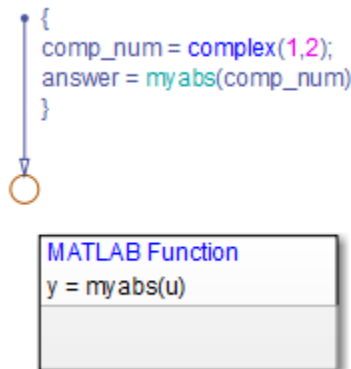 {
comp_num = complex(1,2);
answer = myabs(comp_num)
}
MATLAB Function
y = myabs(u)